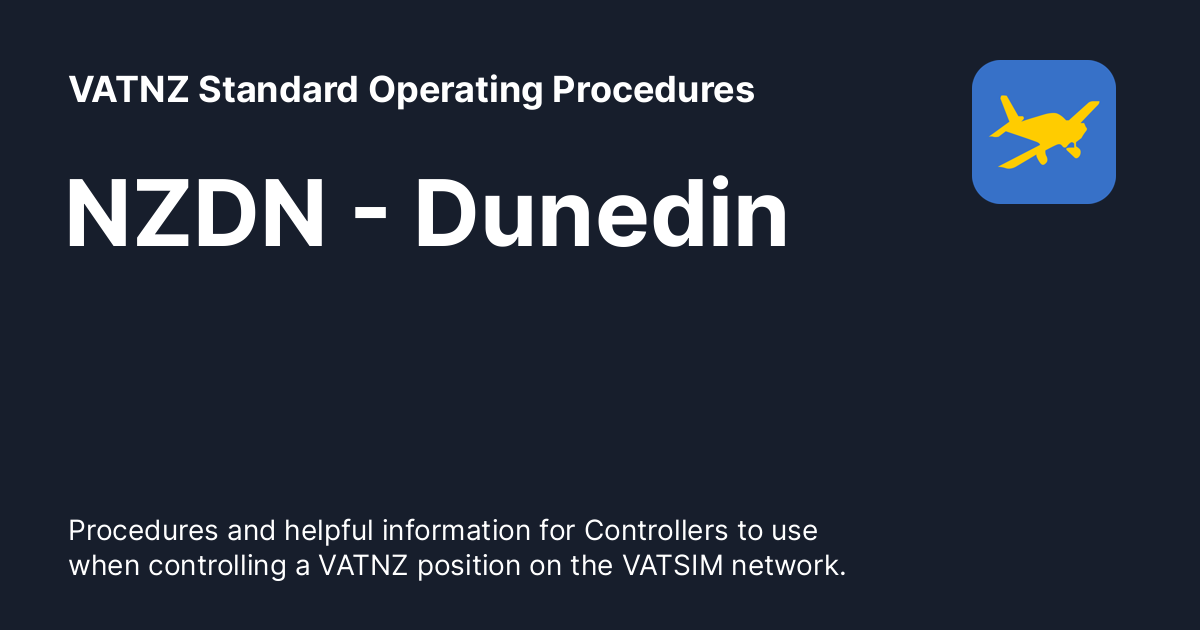 VATNZ Standard Operating Procedures
NZDN - Dunedin
Procedures and helpful information for Controllers to use
when controlling a VATNZ position on the VATSIM network.